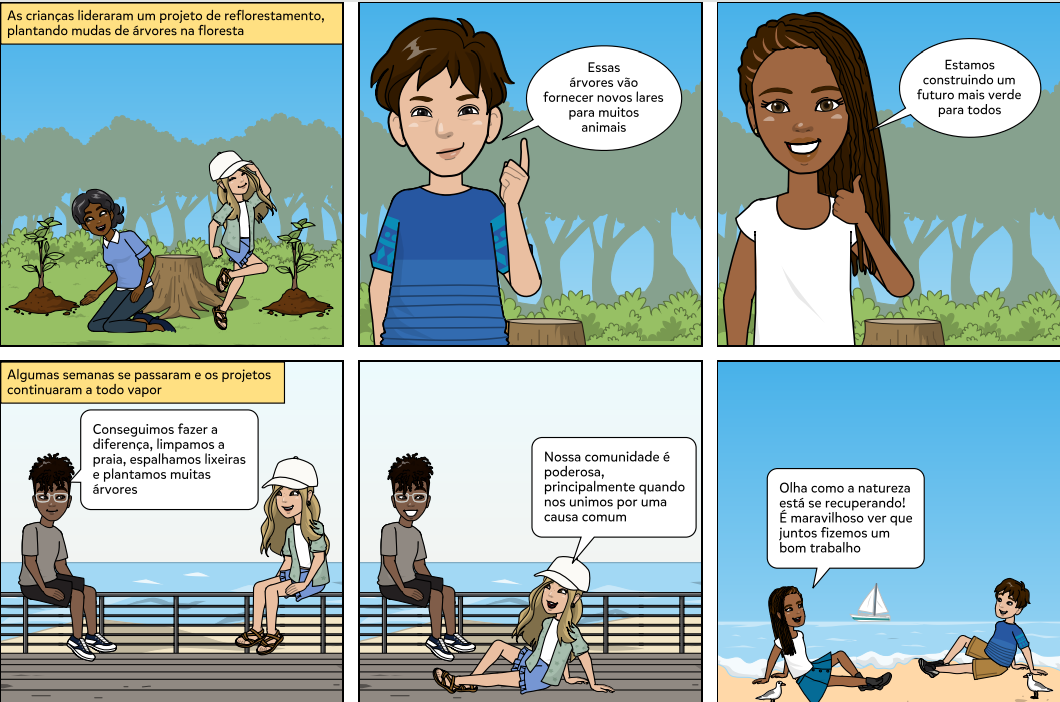 As crianças lideraram um projeto de reflorestamento,
plantando mudas de árvores na floresta
Essas
árvores vão
fornecer novos lares
para muitos
animais
Estamos
construindo um
futuro mais verde
para todos
Algumas semanas se passaram e os projetos
continuaram a todo vapor
Conseguimos fazer a
diferença, limpamos a
praia, espalhamos lixeiras
e plantamos muitas
árvores
Nossa comunidade é
poderosa,
principalmente quando
nos unimos por uma
causa comum
Olha como a natureza
está se recuperando!
É maravilhoso ver que
juntos fizemos um
bom trabalho